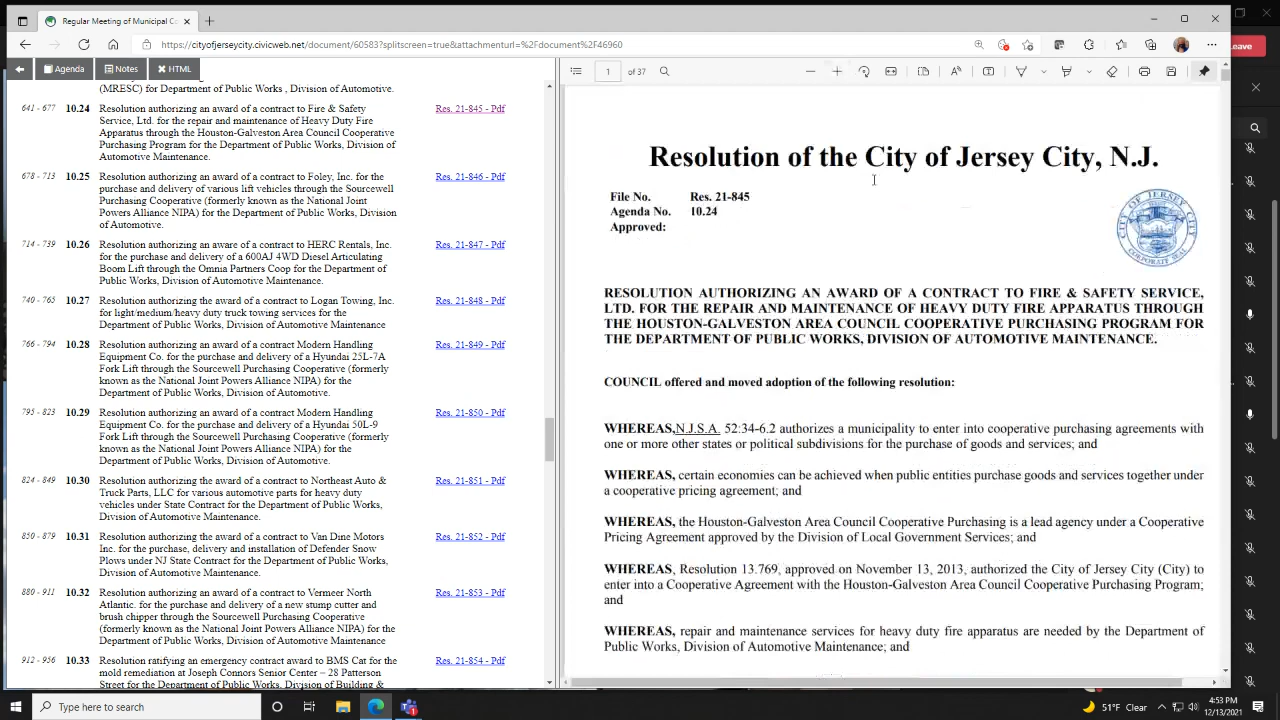 Regular Meeting of Municipal Co
https://cityofjerseycity.civicweb.net/document/60583?splitscreen=true&attachmenturl=%2Fdocument%2F46960
Agenda
Notes
HTML
(MRESC) for Department of Public Works , Division of Automotive.
641 - 677 10.24 Resolution authorizing an award of a contract to Fire & Safety Res. 21-845 - Pdf
Service, Ltd. for the repair and maintenance of Heavy Duty Fire
Apparatus through the Houston-Galveston Area Council Cooperative
Purchasing Program for the Department of Public Works, Division of
Automotive Maintenance.
678 - 713 10.25 Resolution authorizing an award of a contract to Foley, Inc. for the Res. 21-846 - Pdf
purchase and delivery of various lift vehicles through the Sourcewell
Purchasing Cooperative (formerly known as the National Joint
Powers Alliance NIPA) for the Department of Public Works, Division
of Automotive.
714 - 739 10.26 Resolution authorizing an aware of a contract to HERC Rentals, Inc. Res. 21-847 - Pdf
for the purchase and delivery of a 600AJ 4WD Diesel Articulating
Boom Lift through the Omnia Partners Coop for the Department of
Public Works, Division of Automotive Maintenance.
740 - 765 10.27 Resolution authorizing the award of a contract to Logan Towing, Inc. Res. 21-848 - Pdf
for light/medium/heavy duty truck towing services for the
Department of Public Works, Division of Automotive Maintenance
766 - 794 10.28 Resolution authorizing an award of a contract Modern Handling Res. 21-849 - Pdf
Equipment Co. for the purchase and delivery of a Hyundai 25L-7A
Fork Lift through the Sourcewell Purchasing Cooperative (formerly
known as the National Joint Powers Alliance NIPA) for the
Department of Public Works, Division of Automotive.
795 - 823 10.29 Resolution authorizing an award of a contract Modern Handling Res. 21-850 - Pdf
Equipment Co. for the purchase and delivery of a Hyundai 50L-9
Fork Lift through the Sourcewell Purchasing Cooperative (formerly
known as the National Joint Powers Alliance NIPA) for the
Department of Public Works, Division of Automotive.
824 - 849 10.30 Resolution authorizing the award of a contract to Northeast Auto & Res. 21-851 - Pdf
Truck Parts, LLC for various automotive parts for heavy duty
vehicles under State Contract for the Department of Public Works,
Division of Automotive Maintenance.
850 - 879 10.31 Resolution authorizing the award of a contract to Van Dine Motors Res. 21-852 - Pdf
Inc. for the purchase, delivery and installation of Defender Snow
Plows under NJ State Contract for the Department of Public Works,
Division of Automotive Maintenance.
880 - 911 10.32 Resolution authorizing an award of a contract to Vermeer North Res. 21-853 - Pdf
Atlantic. for the purchase and delivery of a new stump cutter and
brush chipper through the Sourcewell Purchasing Cooperative
(formerly known as the National Joint Powers Alliance NIPA) for the
Department of Public Works, Division of Automotive Maintenance
912 - 956 10.33 Resolution ratifying an emergency contract award to BMS Cat for the Res. 21-854 - Pdf
mold remediation at Joseph Connors Senior Center – 28 Patterson
Street for the Department of Public Works, Division of Building &
1 of 37
Resolution of the City of Jersey City, N.J.
File No. Res. 21-845
Agenda No. 10.24
Approved:
CITY OF JERSEY CITY
CORPORATE SEAL
RESOLUTION AUTHORIZING AN AWARD OF A CONTRACT TO FIRE & SAFETY SERVICE,
LTD. FOR THE REPAIR AND MAINTENANCE OF HEAVY DUTY FIRE APPARATUS THROUGH
THE HOUSTON-GALVESTON AREA COUNCIL COOPERATIVE PURCHASING PROGRAM FOR
THE DEPARTMENT OF PUBLIC WORKS, DIVISION OF AUTOMOTIVE MAINTENANCE.
COUNCIL offered and moved adoption of the following resolution:
WHEREAS,N.J.S.A. 52:34-6.2 authorizes a municipality to enter into cooperative purchasing agreements with
one or more other states or political subdivisions for the purchase of goods and services; and
WHEREAS, certain economies can be achieved when public entities purchase goods and services together under
a cooperative pricing agreement; and
WHEREAS, the Houston-Galveston Area Council Cooperative Purchasing is a lead agency under a Cooperative
Pricing Agreement approved by the Division of Local Government Services; and
WHEREAS, Resolution 13.769, approved on November 13, 2013, authorized the City of Jersey City (City) to
enter into a Cooperative Agreement with the Houston-Galveston Area Council Cooperative Purchasing Program;
and
WHEREAS, repair and maintenance services for heavy duty fire apparatus are needed by the Department of
Public Works, Division of Automotive Maintenance; and
eave
Type here to search
51°F Clear
4:53 PM
12/13/2021